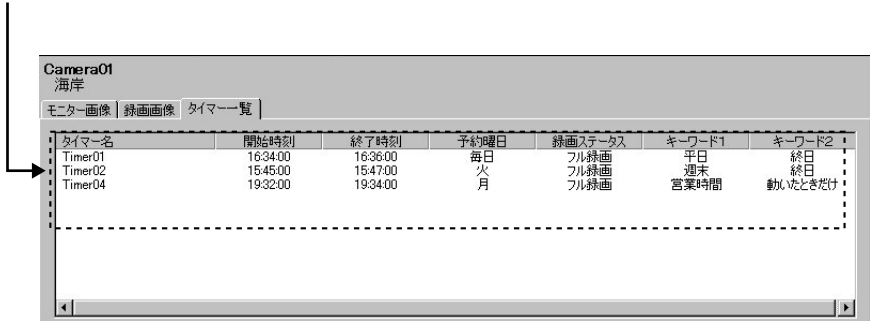 Camera01
海岸
モニター画像 録画画像 タイマー一覧
タイマー名 開始時刻 終了時刻 予約曜日 録画ステータス キーワード1 キーワード2
Timer01 16:34:00 16:36:00 毎日 フル録画 平日 終日
Timer02 15:45:00 15:47:00 火 フル録画 週末 終日
Timer04 19:32:00 19:34:00 月 フル録画 営業時間 動いたときだけ